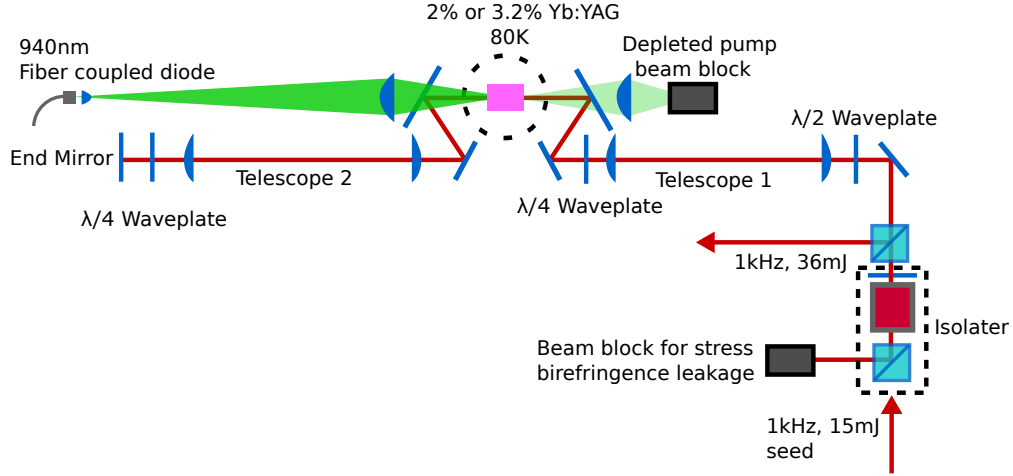 2% or 3.2% Yb:YAG
80K
940nm
Fiber coupled diode
Depleted pump
beam block
λ/2 Waveplate
End Mirror
Telescope 2
Telescope 1
λ/4 Waveplate
λ/4 Waveplate
1kHz, 36mJ
Isolater
Beam block for stress
birefringence leakage
1kHz, 15mJ
seed